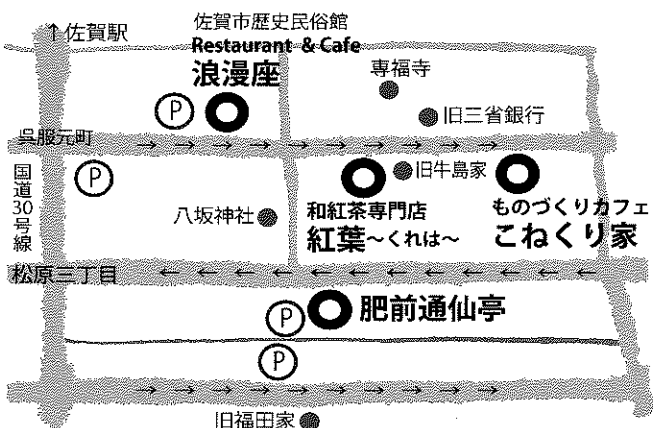 ↑佐賀駅
佐賀市歴史民俗館
Restaurant & Cafe
浪漫座
P
専福寺
旧三省銀行
呉服元町
→ → → → → → → → → →
国道30号線
P
旧牛島家
八坂神社
和紅茶専門店
紅葉～くれは～
ものづくりカフェ
こねくり家
松原三丁目
← ← ← ← ← ← ← ← ← ← ← ←
P
肥前通仙亭
P
→ → → → → → → → → →
旧福田家